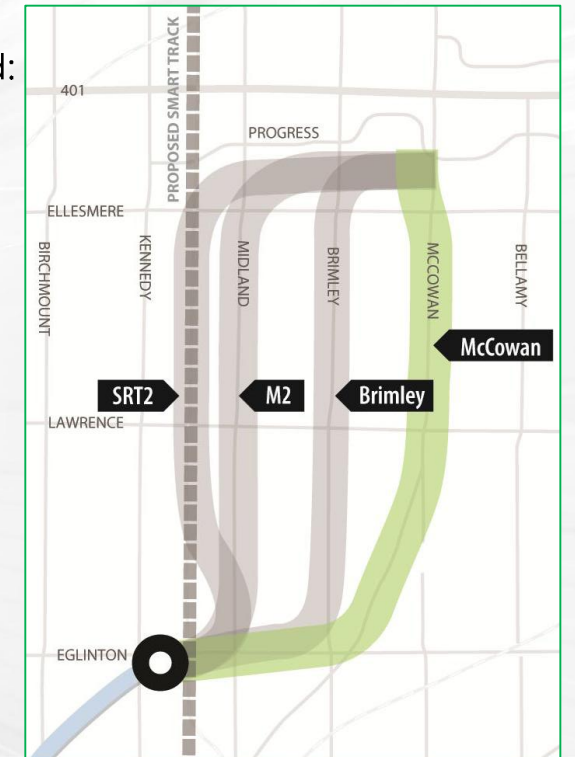 d:
PROPOSED SMART TRACK
401
PROGRESS
ELLESMERE
BIRCHMOUNT
KENNEDY
MIDLAND
BRIMLEY
MCCOWAN
BELLAMY
McCowan
SRT2
M2
Brimley
LAWRENCE
EGLINTON